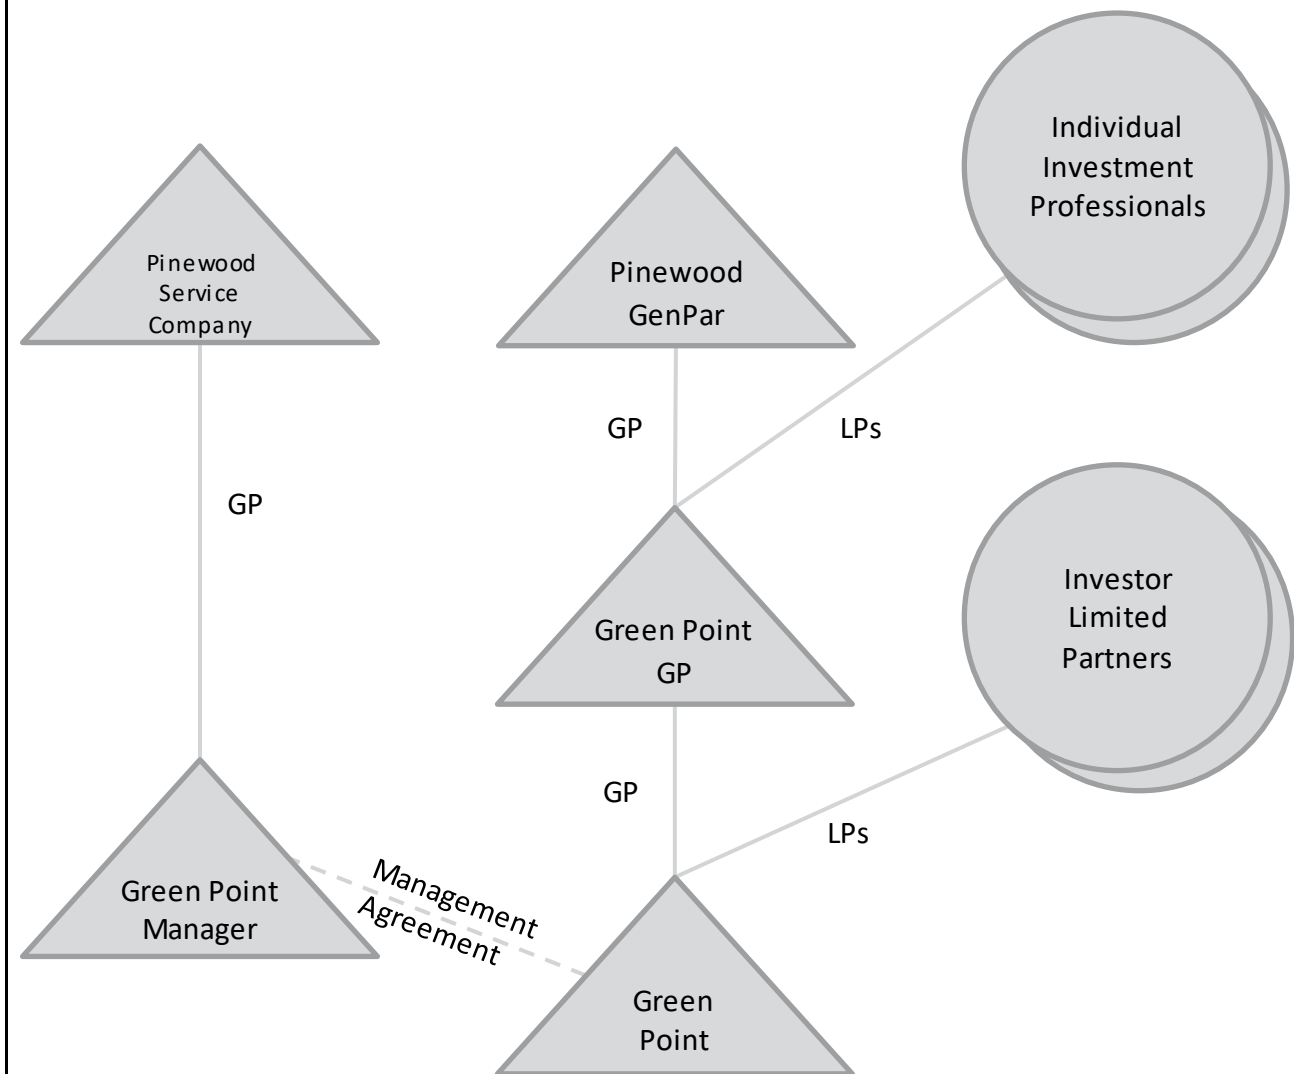 Individual
Investment
Professionals
Pinewood
Service
Company
Pinewood
GenPar
GP
LPs
GP
Investor
Limited
Partners
Green Point
GP
GP
LPs
Green Point
Manager
Management
Agreement
Green
Point